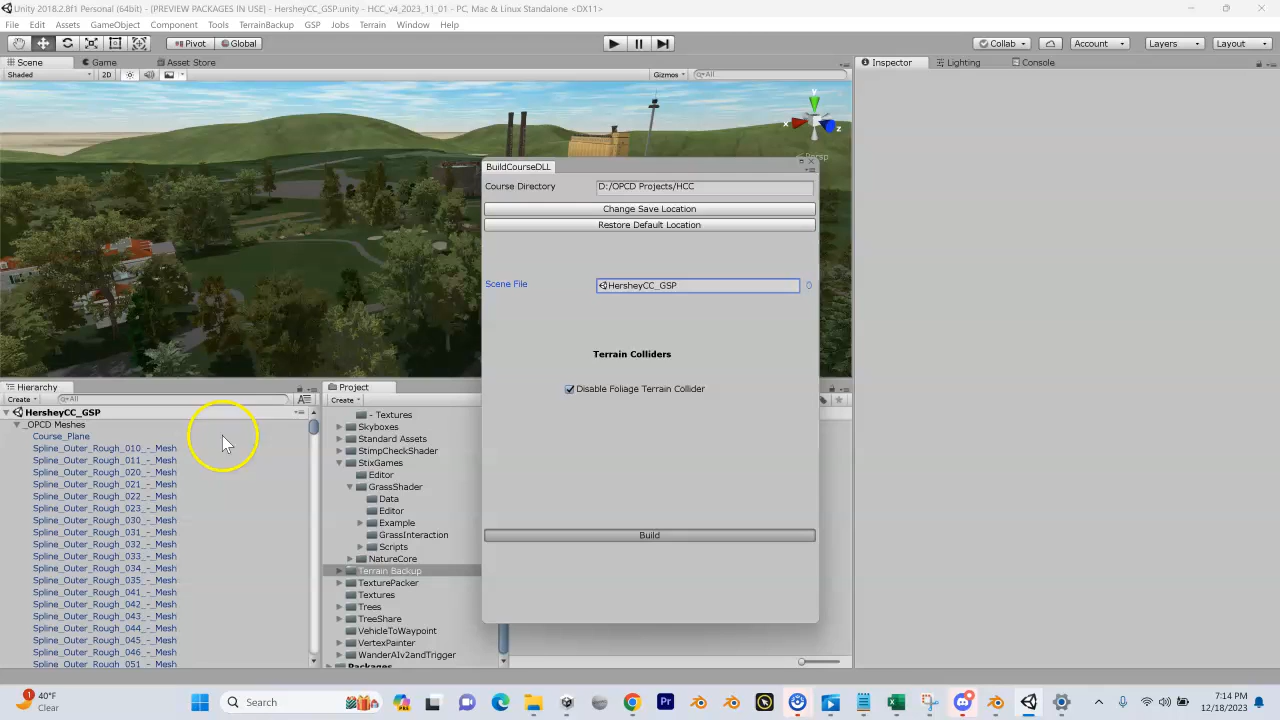 Unity 2018.2.8f1 Personal (64bit) - [PREVIEW PACKAGES IN USE] - HersheyCC_GSP.unity - HCC_v4_2023_11_01 - PC, Mac & Linux Standalone <DX11>
File Edit Assets GameObject Component Tools TerrainBackup GSP Jobs Terrain Window Help
Pivot Global Collab Account Layers Layout
Scene Game Asset Store Inspector Lighting Console
Shaded 2D Gizmos All
y
x
z
Persp
BuildCourseDLL
Course Directory D:/OPCD Projects/HCC
Change Save Location
Restore Default Location
Scene File HersheyCC_GSP
Terrain Colliders
Disable Foliage Terrain Collider
Build
Hierarchy
Create All
HersheyCC_GSP
_OPCD Meshes
Course_Plane
Spline_Outer_Rough_010_-_Mesh
Spline_Outer_Rough_011_-_Mesh
Spline_Outer_Rough_020_-_Mesh
Spline_Outer_Rough_021_-_Mesh
Spline_Outer_Rough_022_-_Mesh
Spline_Outer_Rough_023_-_Mesh
Spline_Outer_Rough_030_-_Mesh
Spline_Outer_Rough_031_-_Mesh
Spline_Outer_Rough_032_-_Mesh
Spline_Outer_Rough_033_-_Mesh
Spline_Outer_Rough_034_-_Mesh
Spline_Outer_Rough_035_-_Mesh
Spline_Outer_Rough_041_-_Mesh
Spline_Outer_Rough_042_-_Mesh
Spline_Outer_Rough_043_-_Mesh
Spline_Outer_Rough_044_-_Mesh
Spline_Outer_Rough_045_-_Mesh
Spline_Outer_Rough_046_-_Mesh
Spline_Outer_Rough_051_-_Mesh
Project
Create
- Textures
Skyboxes
Standard Assets
StimpCheckShader
StixGames
Editor
GrassShader
Data
Editor
Example
GrassInteraction
Scripts
NatureCore
Terrain Backup
TexturePacker
Textures
Trees
TreeShare
VehicleToWaypoint
VertexPainter
WanderAIv2andTrigger
Packages
40°F
Clear
Search
Pr
7:14 PM
12/18/2023